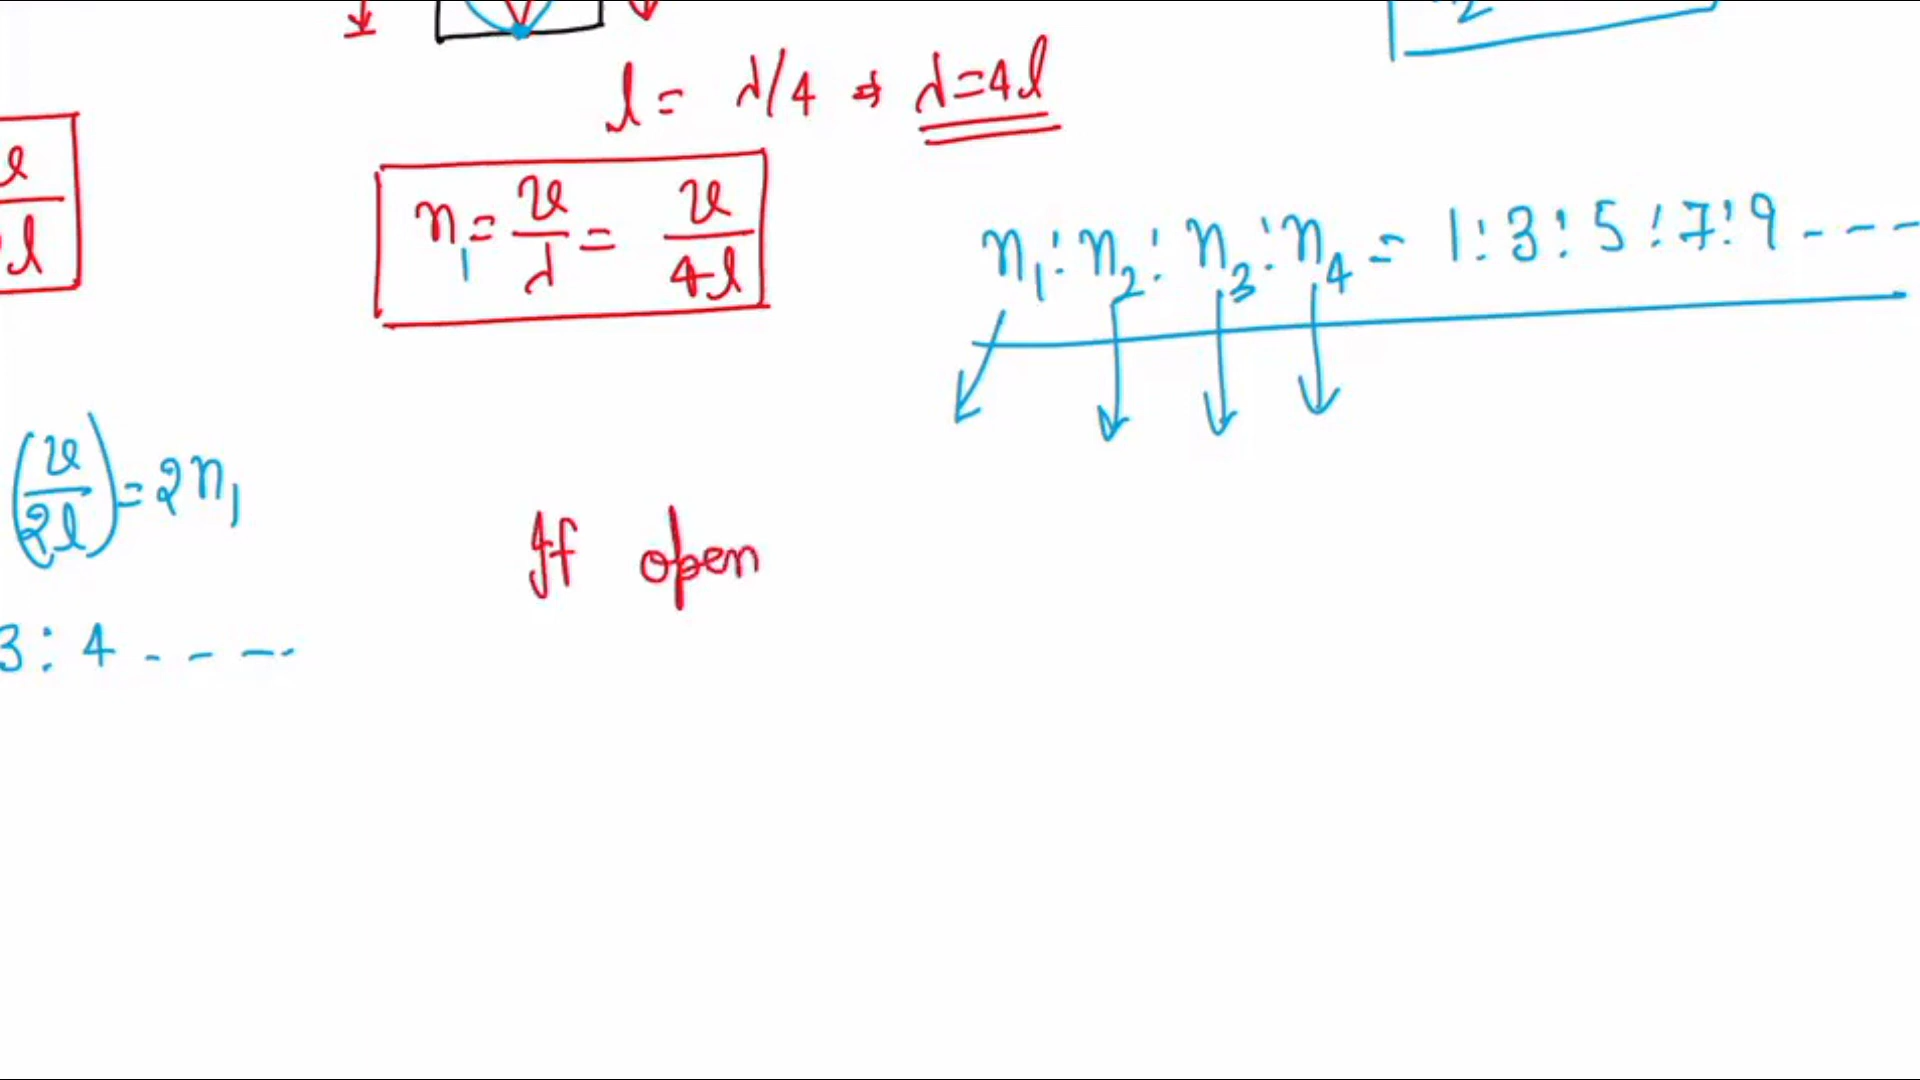 2
l = λ/4 ⇒ λ=4l
v/l
n₁ = v/λ = v/4l
n₁ : n₂ : n₃ : n₄ = 1 : 3 : 5 : 7 : 9 - - - -
(v/2l) = 2n₁
If open
3 : 4 - - - -